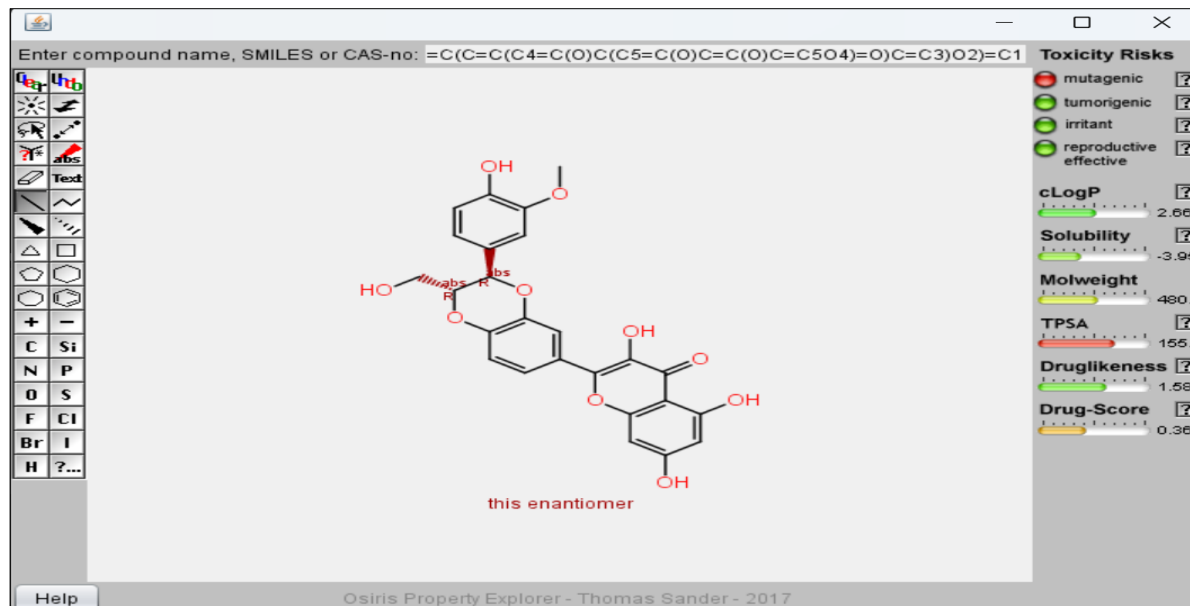 Enter compound name, SMILES or CAS-no: =C(C=C(C4=C(O)C(C5=C(O)C=C(O)C=C5O4)=O)C=C3)O2)=C1
Toxicity Risks
mutagenic ?
tumorigenic ?
irritant ?
reproductive effective ?
cLogP ?
2.66
Solubility ?
-3.9
Molweight ?
480.
TPSA ?
155.
Druglikeness ?
1.58
Drug-Score ?
0.36
abs
Text
+ −
C Si
N P
O S
F Cl
Br I
H ?...
OH
O
HO
abs
R
abs
R
O
O
OH
O
O
OH
OH
this enantiomer
Help
Osiris Property Explorer - Thomas Sander - 2017